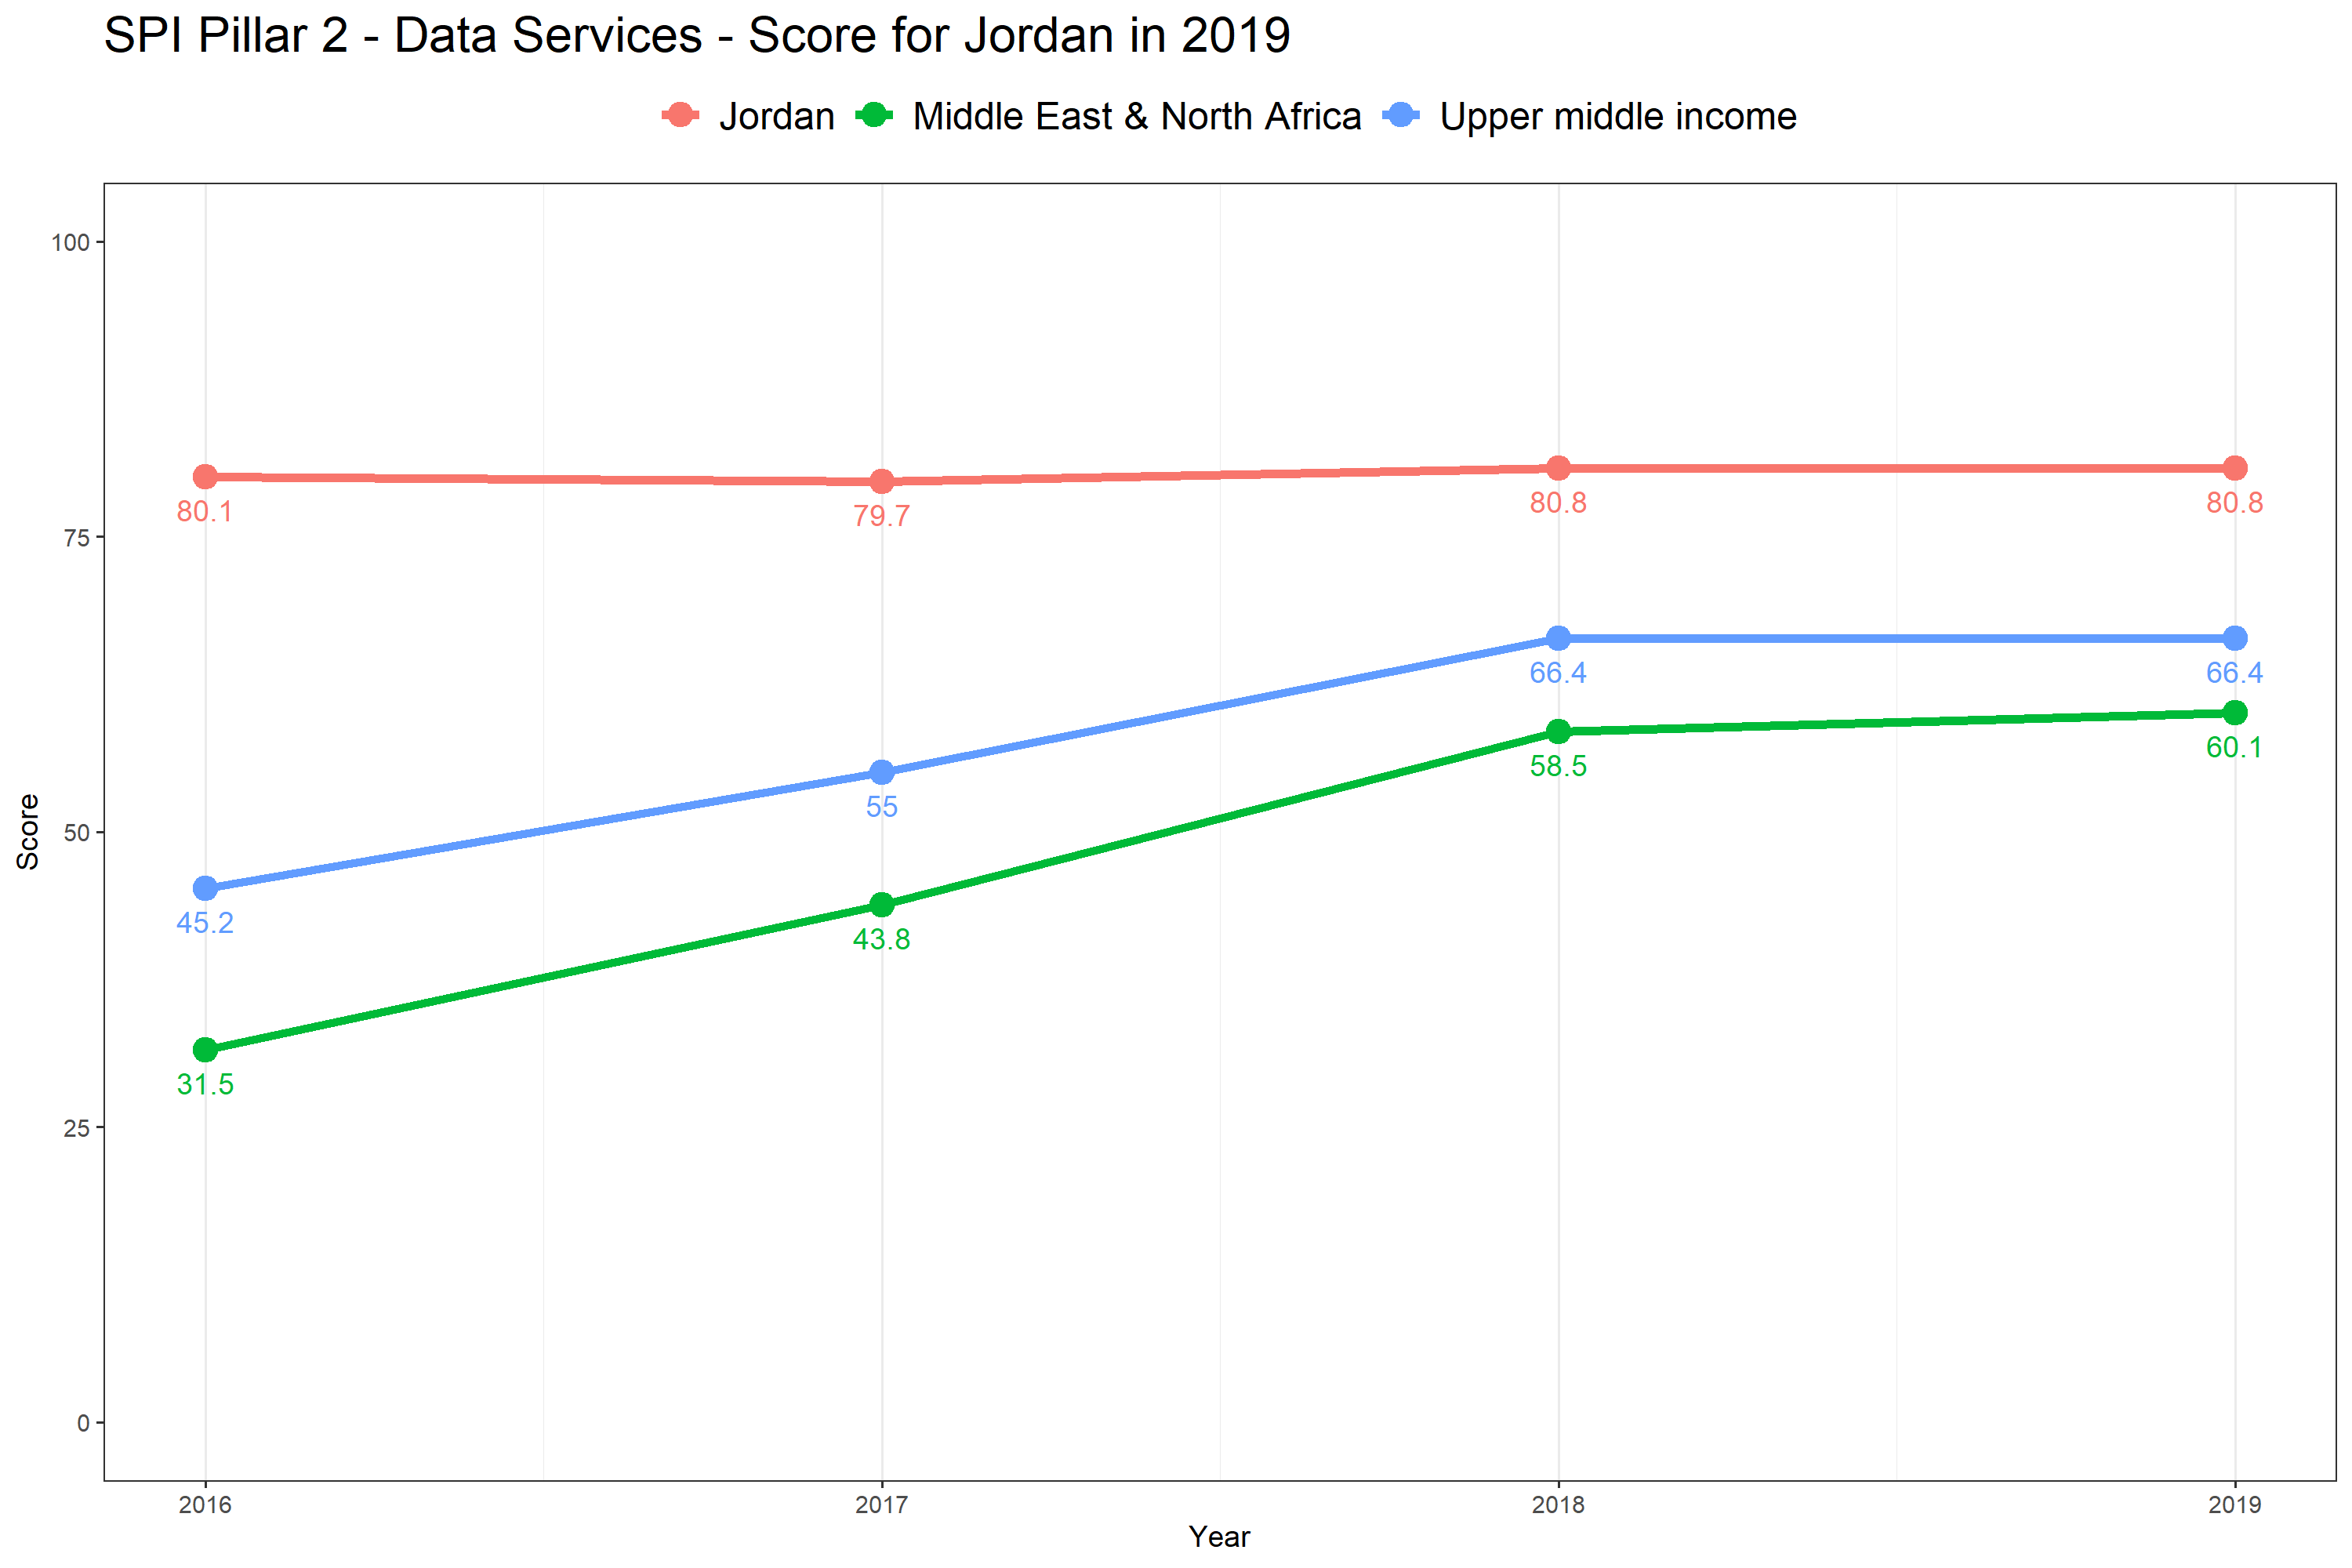 SPI Pillar 2 - Data Services - Score for Jordan in 2019
Jordan Middle East & North Africa Upper middle income
100
75
50
25
0
Score
80.1 79.7 80.8 80.8
66.4 66.4
60.1
58.5
55
45.2
43.8
31.5
2016 2017 2018 2019
Year